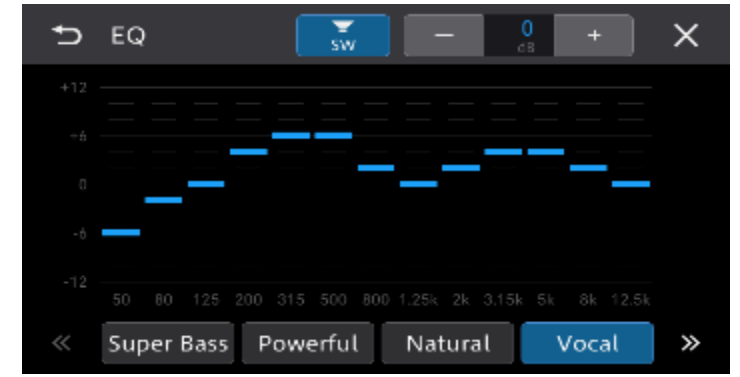 EQ SW — 0 dB +
+12
+6
0
-6
-12
50 80 125 200 315 500 800 1.25k 2k 3.15k 5k 8k 12.5k
Super Bass Powerful Natural Vocal